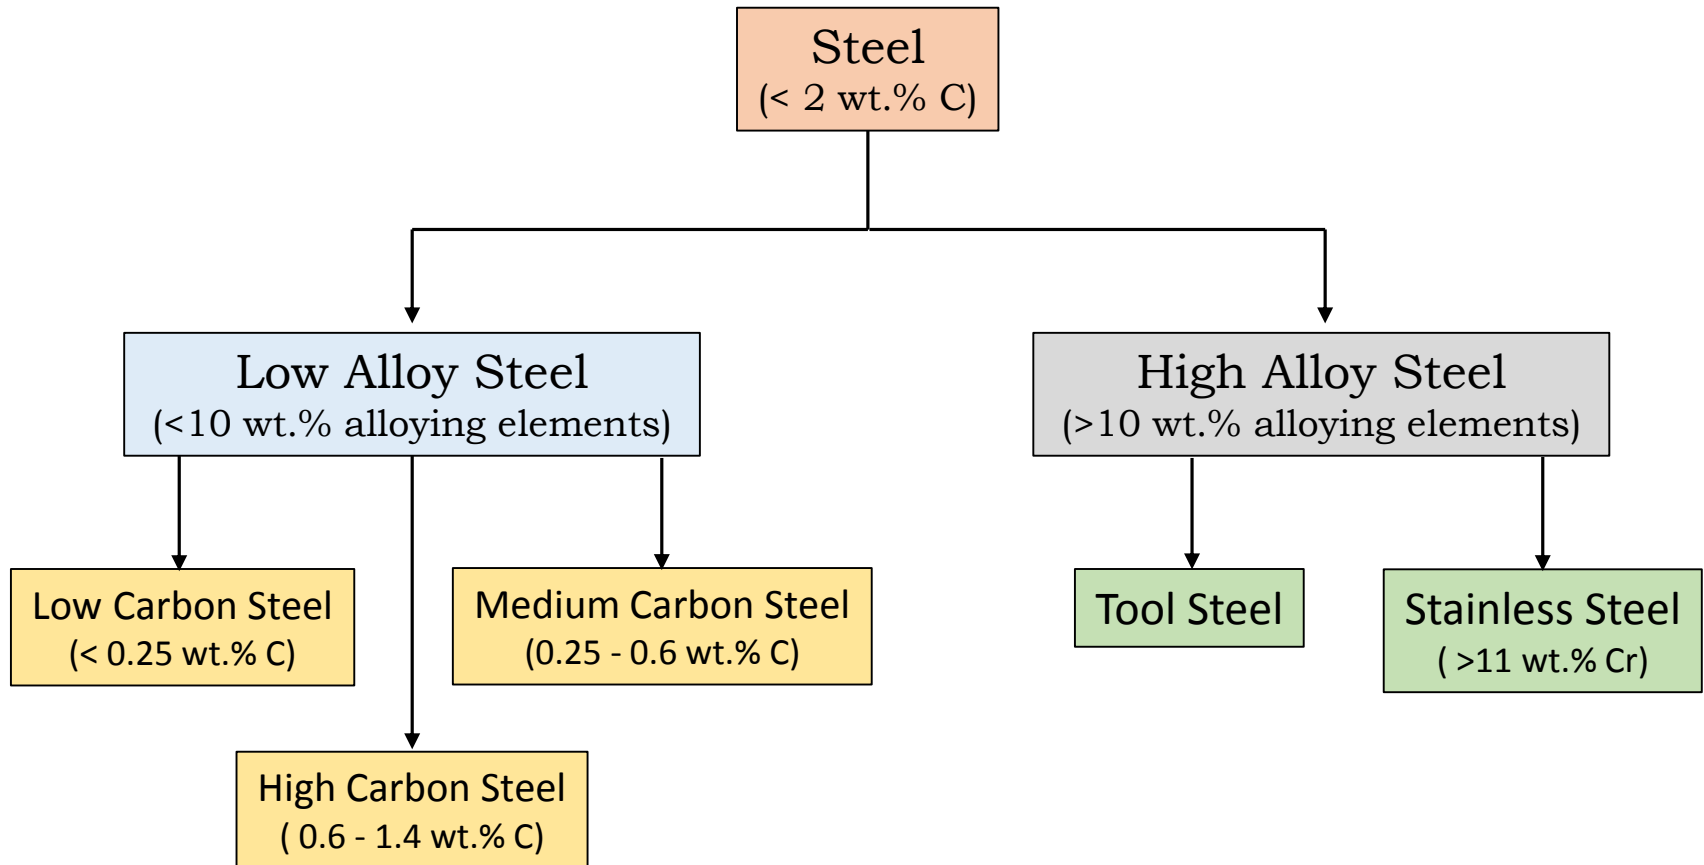 Steel
(< 2 wt.% C)
Low Alloy Steel
(<10 wt.% alloying elements)
High Alloy Steel
(>10 wt.% alloying elements)
Low Carbon Steel
(< 0.25 wt.% C)
Medium Carbon Steel
(0.25 - 0.6 wt.% C)
Tool Steel
Stainless Steel
( >11 wt.% Cr)
High Carbon Steel
( 0.6 - 1.4 wt.% C)